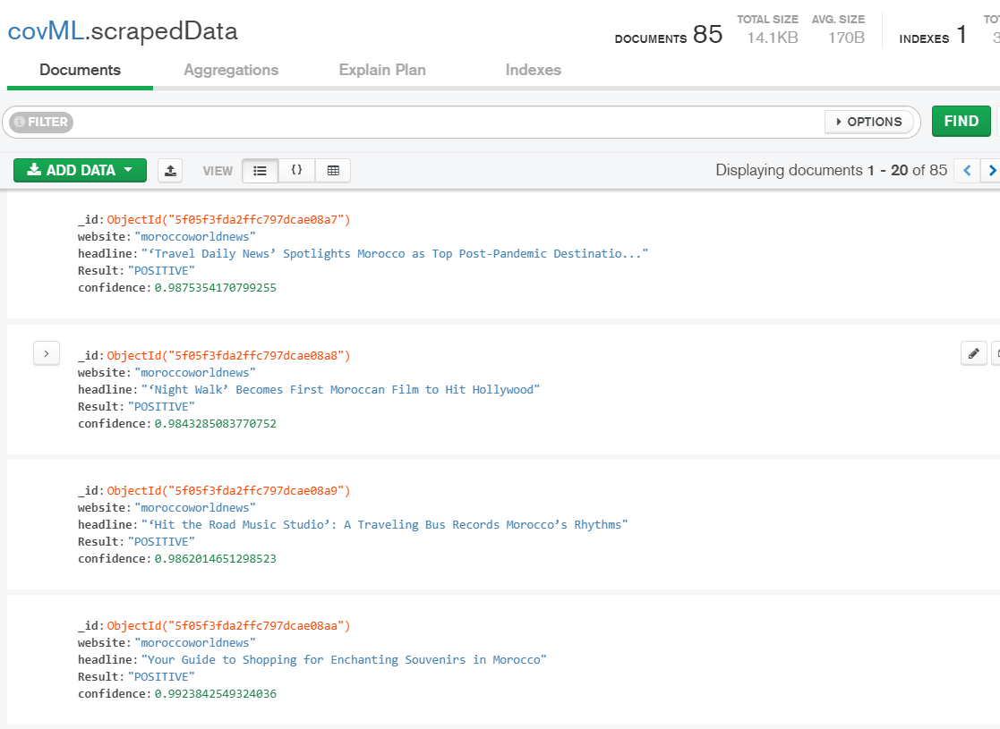 covML.scrapedData
DOCUMENTS 85 TOTAL SIZE 14.1KB AVG. SIZE 170B INDEXES 1
Documents Aggregations Explain Plan Indexes
FILTER OPTIONS FIND
ADD DATA VIEW {} Displaying documents 1 - 20 of 85
_id: ObjectId("5f05f3fda2ffc797dcae08a7")
website: "moroccoworldnews"
headline: "‘Travel Daily News’ Spotlights Morocco as Top Post-Pandemic Destinatio..."
Result: "POSITIVE"
confidence: 0.9875354170799255
_id: ObjectId("5f05f3fda2ffc797dcae08a8")
website: "moroccoworldnews"
headline: "‘Night Walk’ Becomes First Moroccan Film to Hit Hollywood"
Result: "POSITIVE"
confidence: 0.9843285083770752
_id: ObjectId("5f05f3fda2ffc797dcae08a9")
website: "moroccoworldnews"
headline: "‘Hit the Road Music Studio’: A Traveling Bus Records Morocco’s Rhythms"
Result: "POSITIVE"
confidence: 0.9862014651298523
_id: ObjectId("5f05f3fda2ffc797dcae08aa")
website: "moroccoworldnews"
headline: "Your Guide to Shopping for Enchanting Souvenirs in Morocco"
Result: "POSITIVE"
confidence: 0.9923842549324036